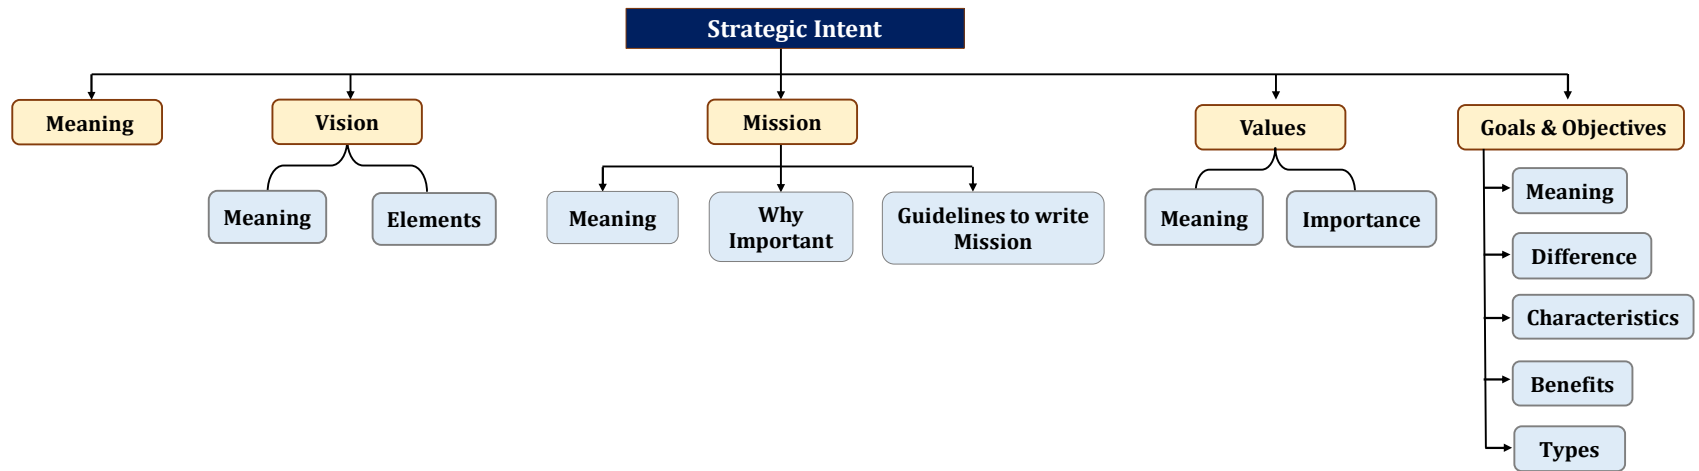 Strategic Intent
Meaning
Vision
Mission
Values
Goals & Objectives
Meaning
Elements
Meaning
Why
Important
Guidelines to write
Mission
Meaning
Importance
Meaning
Difference
Characteristics
Benefits
Types